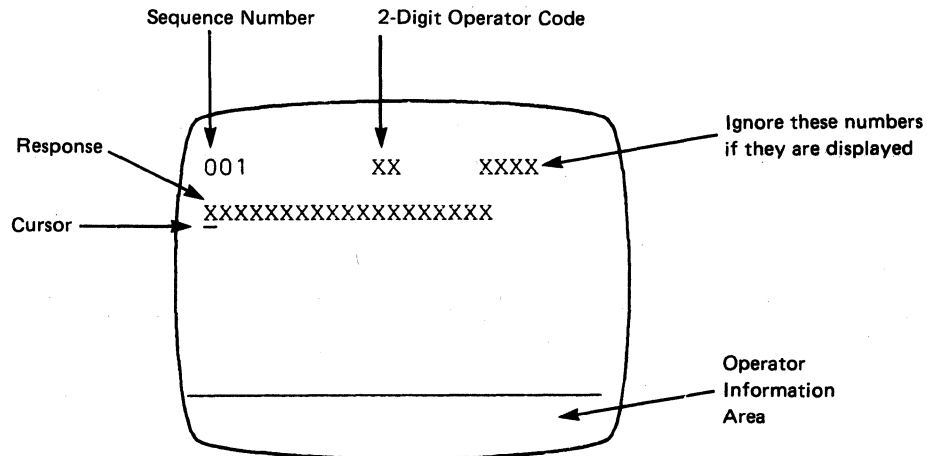 Sequence Number
2-Digit Operator Code
Ignore these numbers
if they are displayed
Response
001 XX XXXX
XXXXXXXXXXXXXXXXXXX
Cursor
Operator
Information
Area